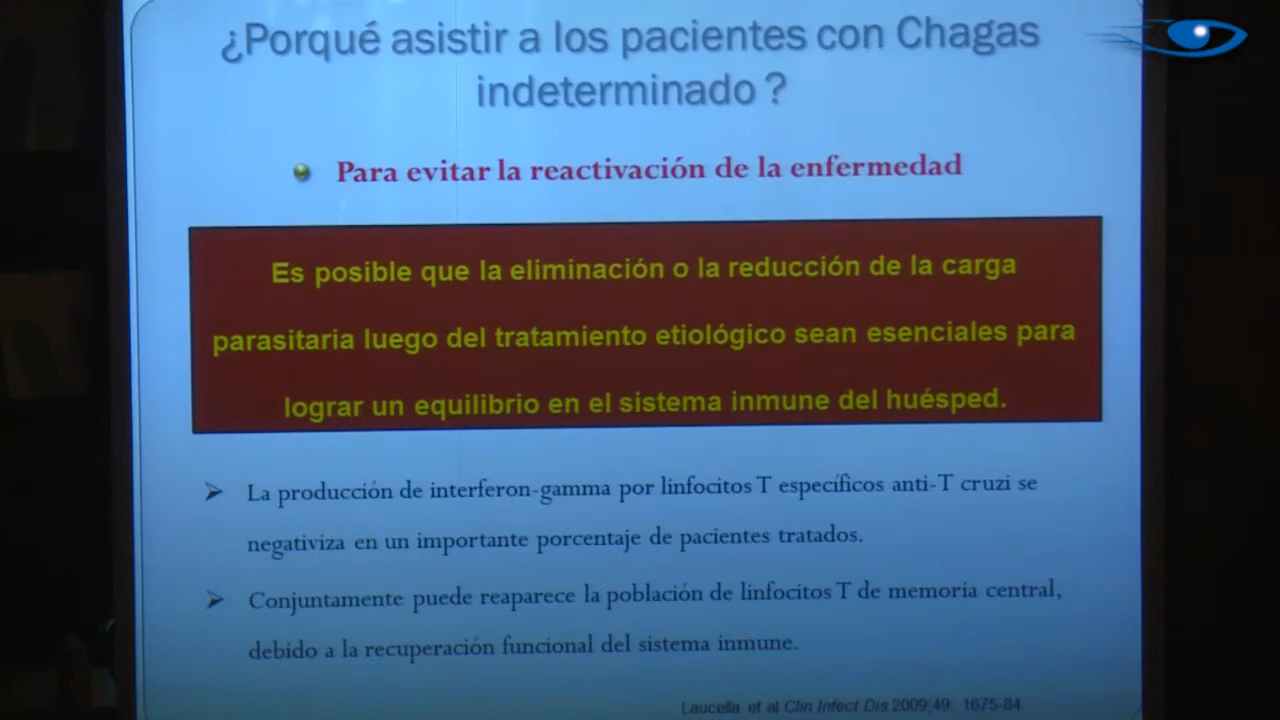 ¿Porqué asistir a los pacientes con Chagas
indeterminado ?
Para evitar la reactivación de la enfermedad
Es posible que la eliminación o la reducción de la carga
parasitaria luego del tratamiento etiológico sean esenciales para
lograr un equilibrio en el sistema inmune del huésped.
La producción de interferon-gamma por linfocitos T específicos anti-T cruzi se
negativiza en un importante porcentaje de pacientes tratados.
Conjuntamente puede reaparece la población de linfocitos T de memoria central,
debido a la recuperación funcional del sistema inmune.
Laucella et al Clin Infect Dis 2009;49: 1675-84